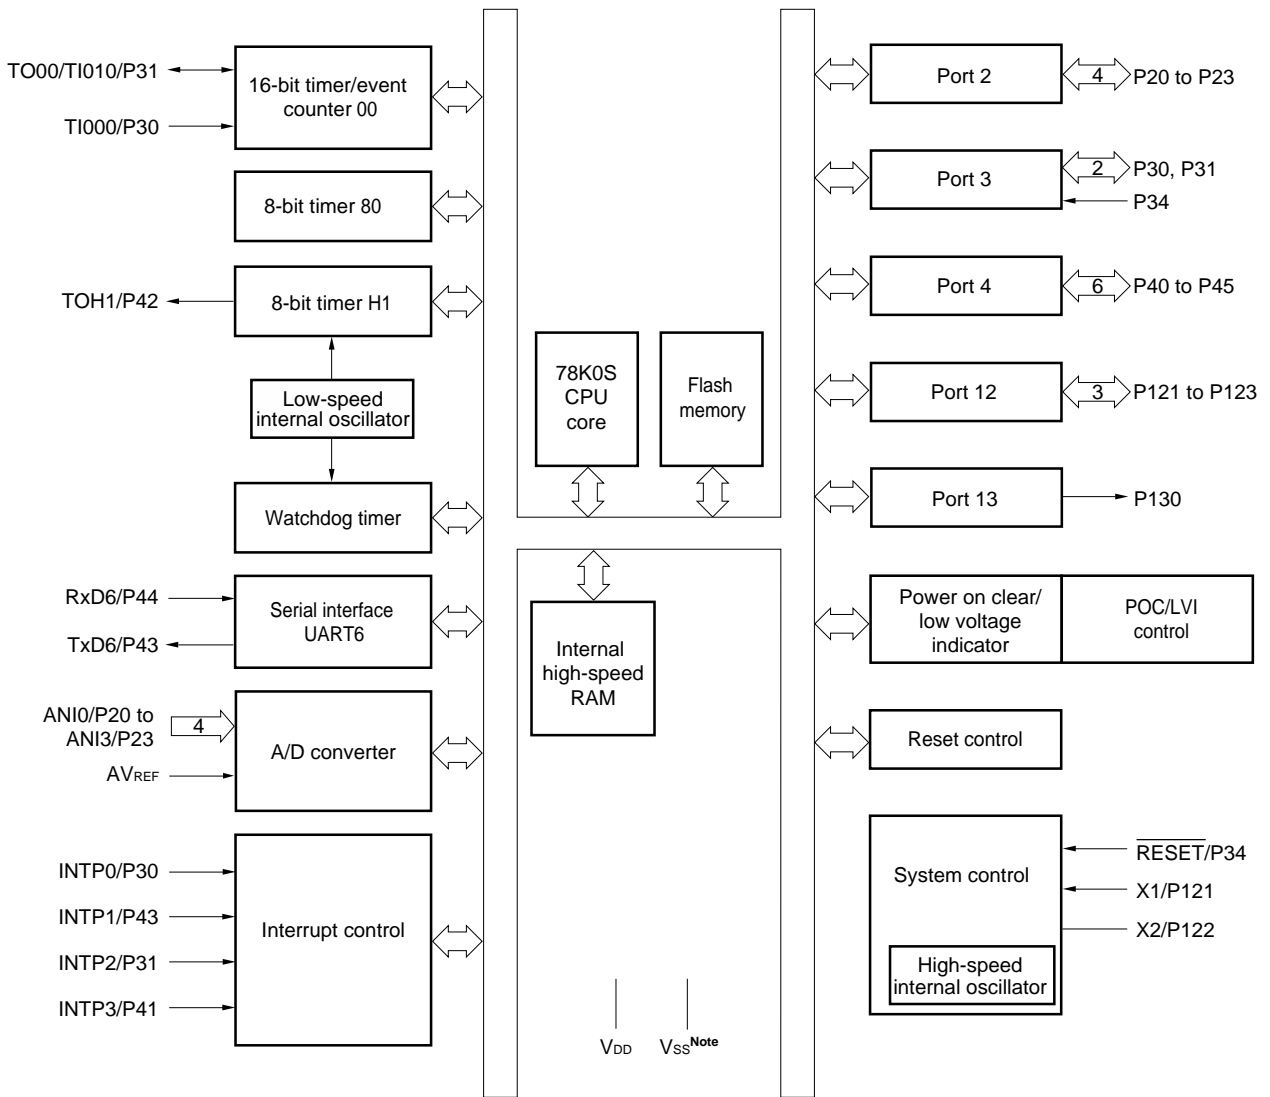 TO00/TI010/P31
TI000/P30
16-bit timer/event
counter 00
8-bit timer 80
TOH1/P42
8-bit timer H1
Low-speed
internal oscillator
Watchdog timer
RxD6/P44
TxD6/P43
Serial interface
UART6
ANI0/P20 to
ANI3/P23
4
AVREF
A/D converter
INTP0/P30
INTP1/P43
INTP2/P31
INTP3/P41
Interrupt control
78K0S
CPU
core
Flash
memory
Internal
high-speed
RAM
VDD
VSS Note
Port 2
4
P20 to P23
Port 3
2
P30, P31
P34
Port 4
6
P40 to P45
Port 12
3
P121 to P123
Port 13
P130
Power on clear/
low voltage
indicator
POC/LVI
control
Reset control
System control
RESET/P34
X1/P121
X2/P122
High-speed
internal oscillator